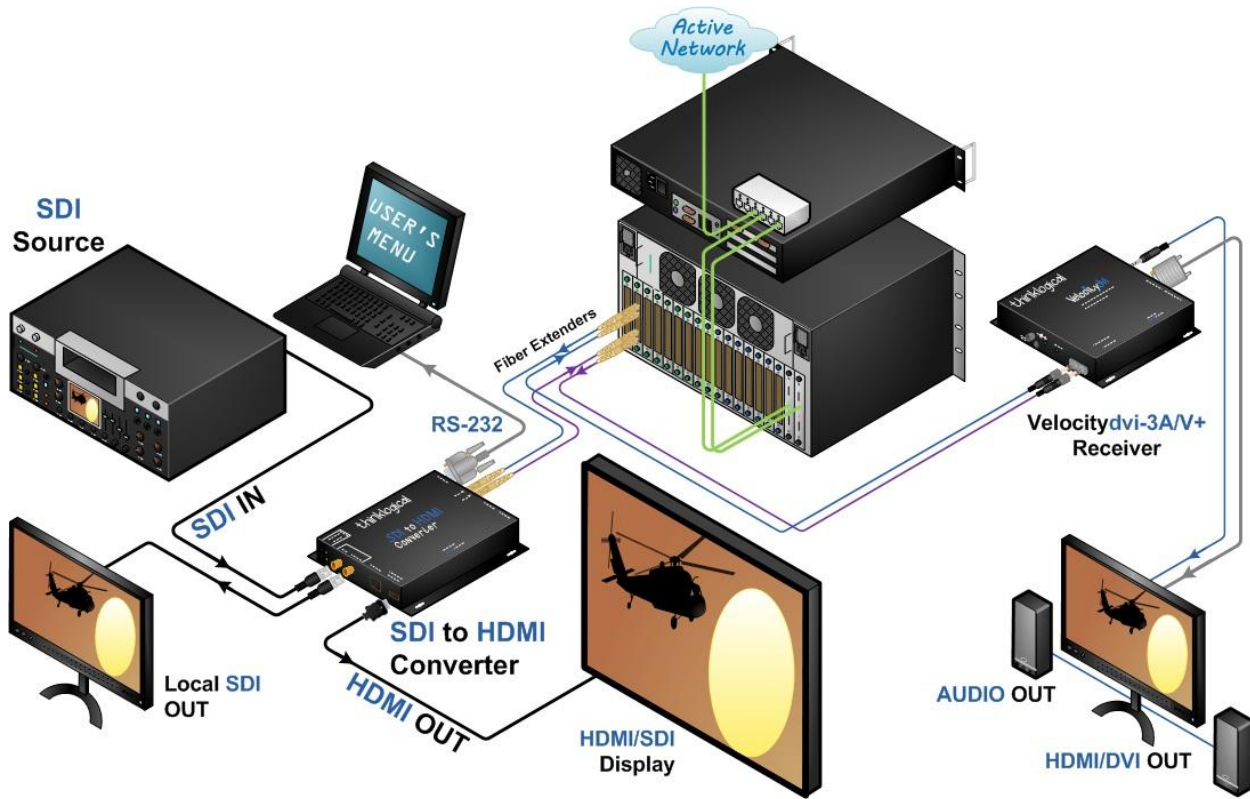 Active
Network
SDI
Source
USER'S
MENU
Fiber Extenders
RS-232
thinklogical
Velocitydvi-3A/V+
Receiver
SDI IN
thinklogical
SDI to HDMI
Converter
SDI to HDMI
Converter
Local SDI
OUT
HDMI OUT
HDMI/SDI
Display
AUDIO OUT
HDMI/DVI OUT